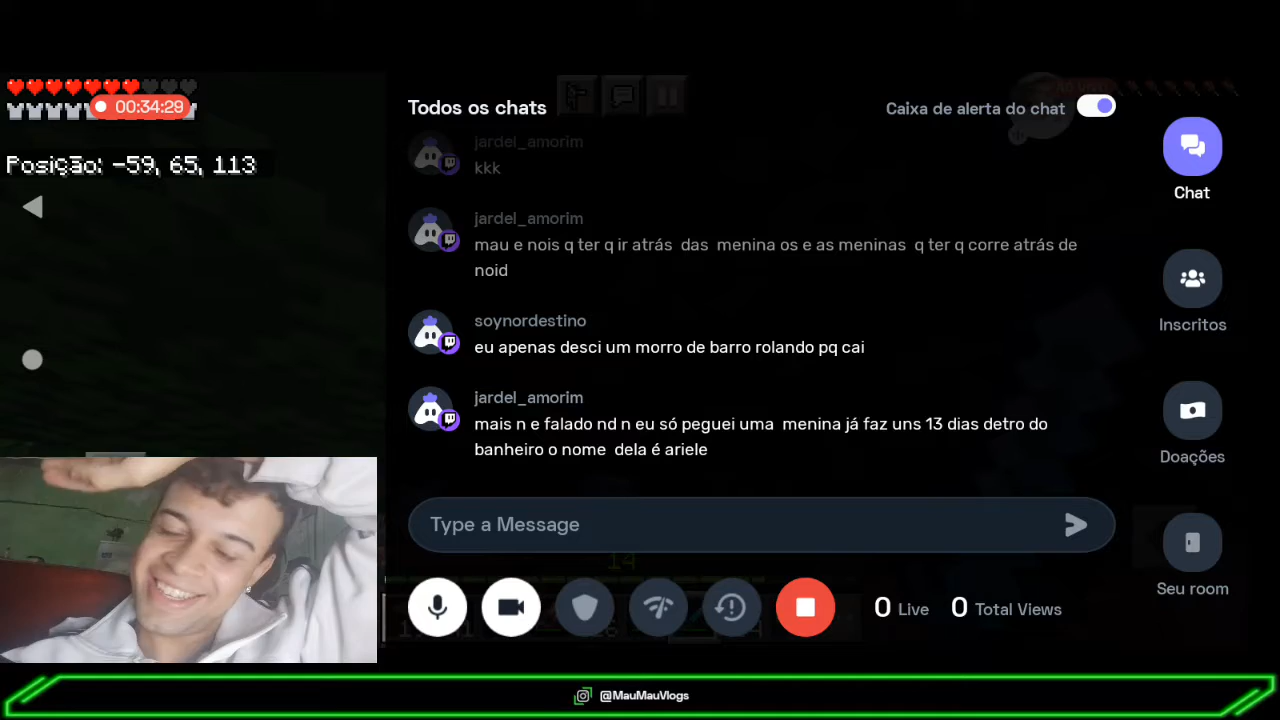 00:34:29
Posição: -59, 65, 113
Todos os chats
Caixa de alerta do chat
jardel_amorim
kkk
jardel_amorim
mau e nois q ter q ir atrás das menina os e as meninas q ter q corre atrás de
noid
soynordestino
eu apenas desci um morro de barro rolando pq cai
jardel_amorim
mais n e falado nd n eu só peguei uma menina já faz uns 13 dias detro do
banheiro o nome dela é ariele
Type a Message
14
0 Live 0 Total Views
Chat
Inscritos
Doações
Seu room
@MauMauVlogs